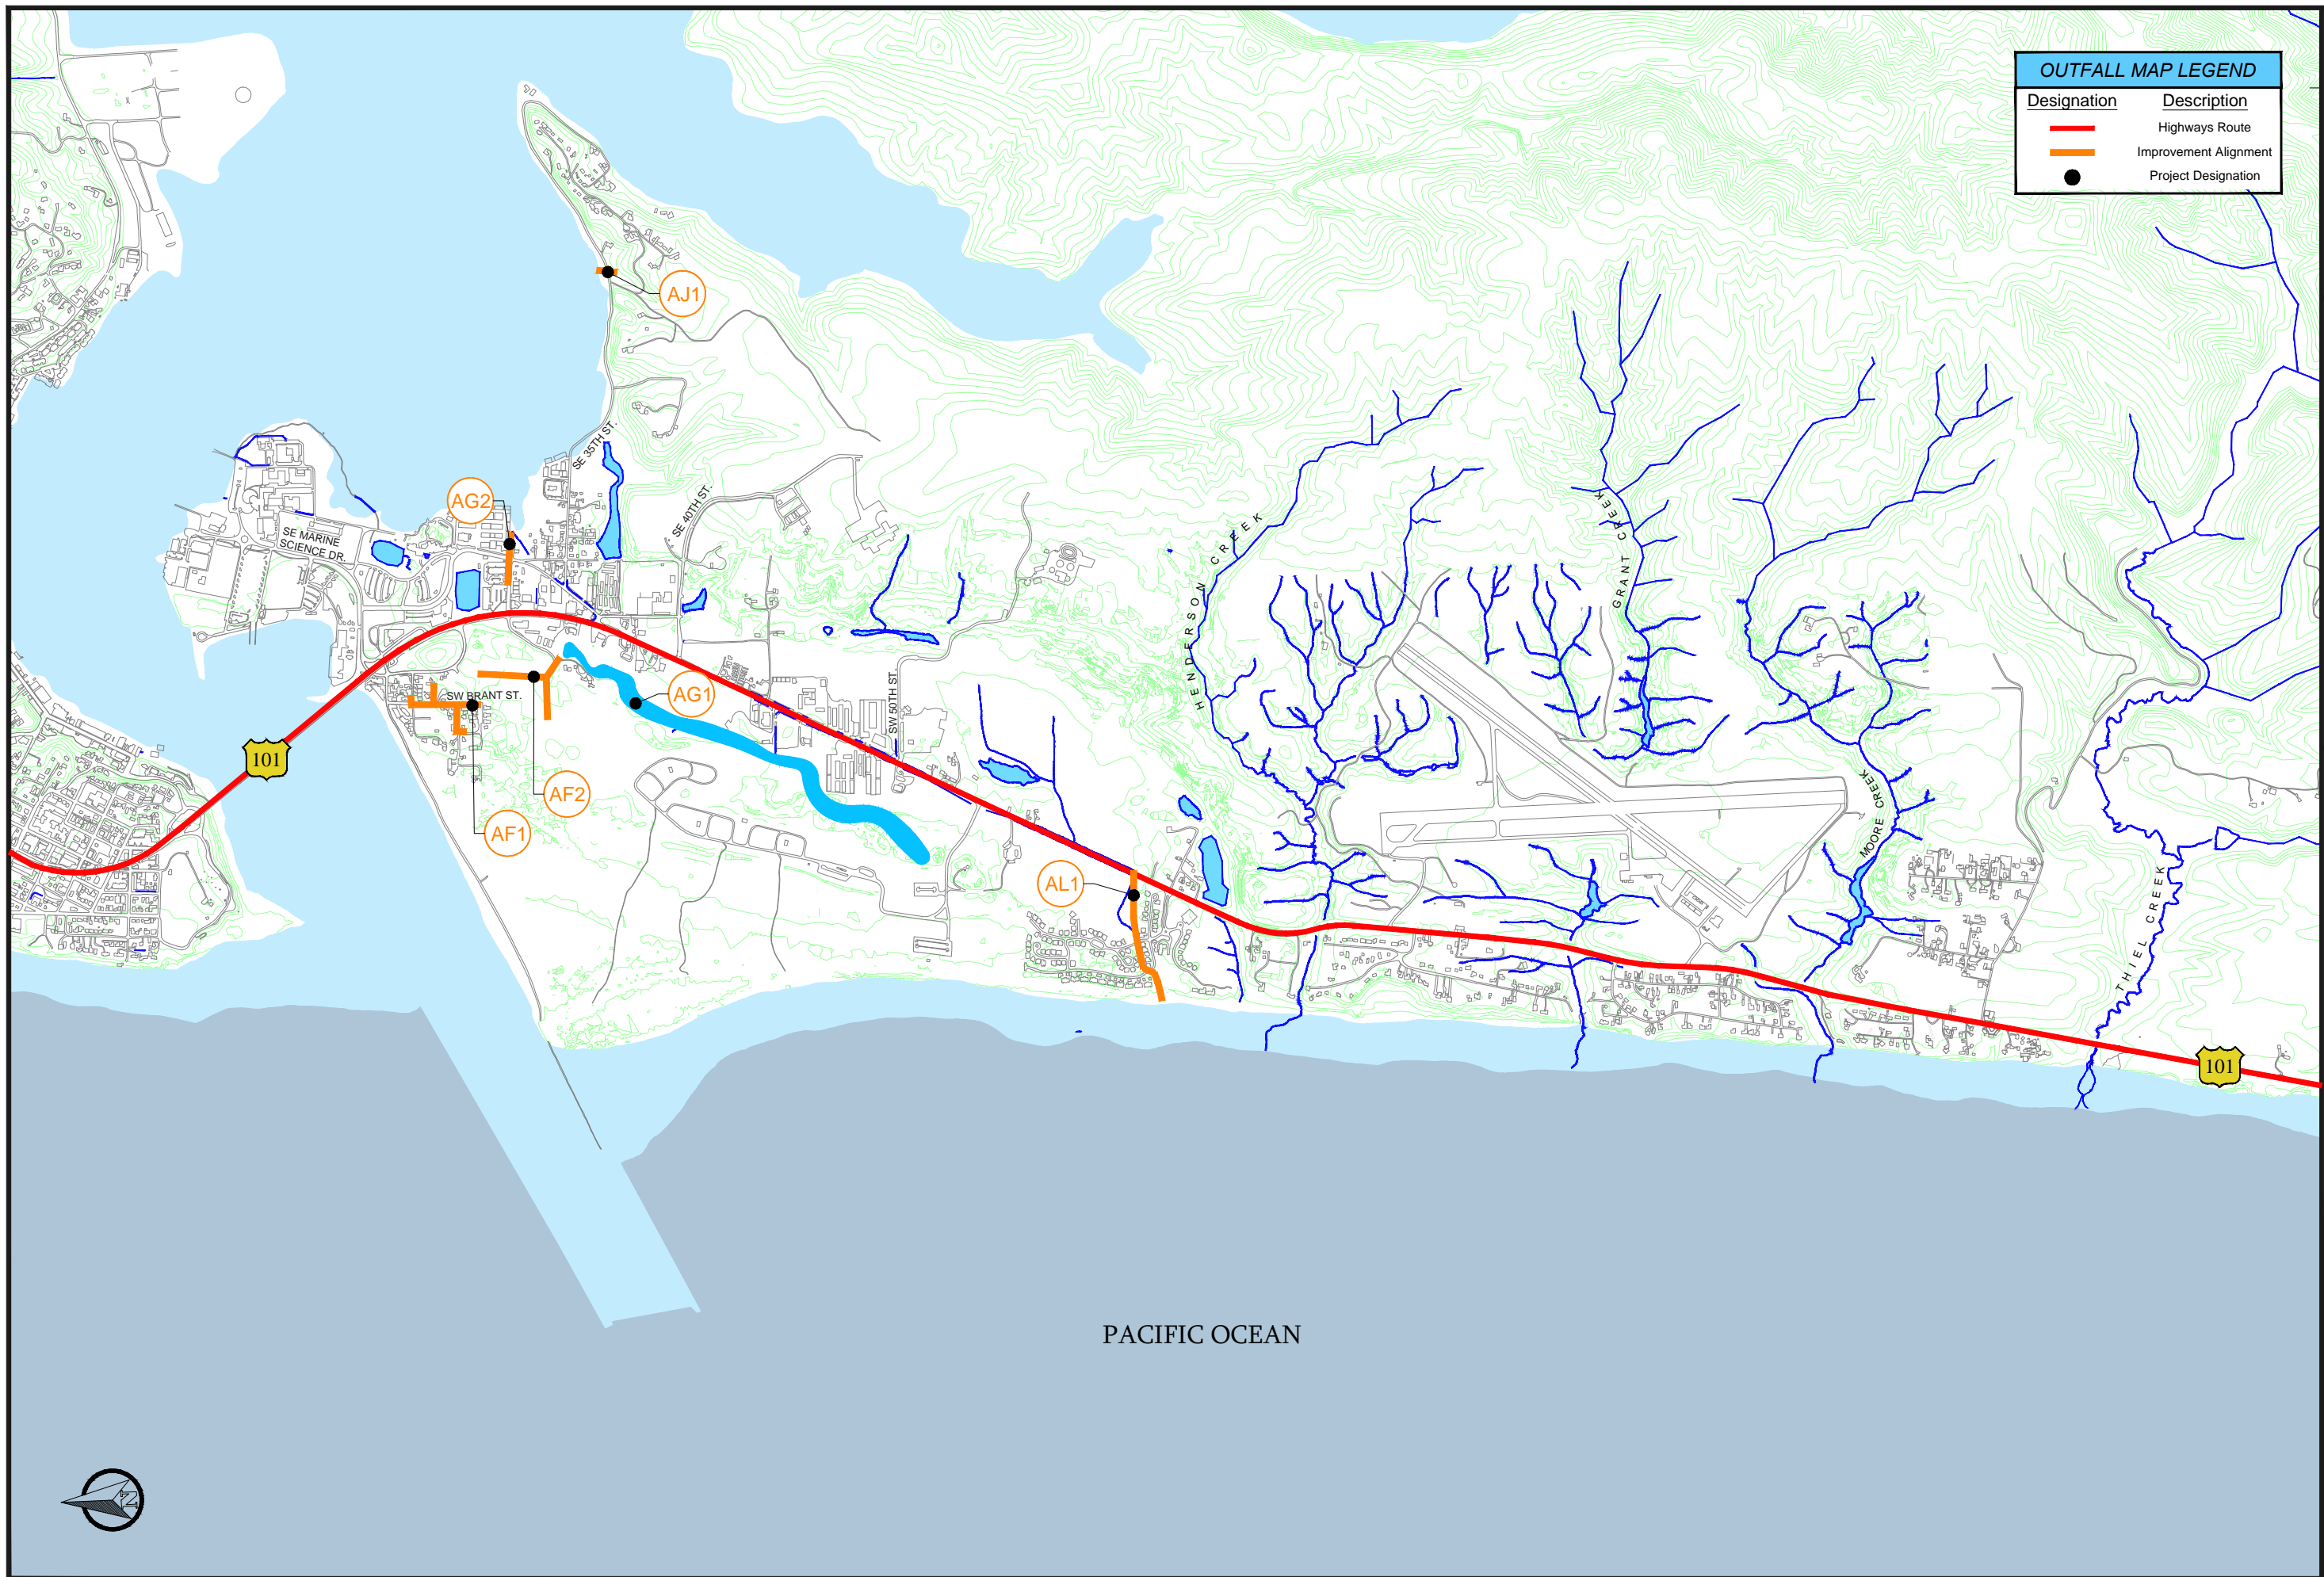 OUTFALL MAP LEGEND
Designation Description
Highways Route
Improvement Alignment
Project Designation
AJ1
SE 35TH ST.
AG2
SE 40TH ST.
SE MARINE
SCIENCE DR.
HENDERSON CREEK
GRANT CREEK
SW BRANT ST.
AG1
SW 50TH ST.
101
AF2
AF1
MOORE CREEK
AL1
THIEL CREEK
101
PACIFIC OCEAN
N